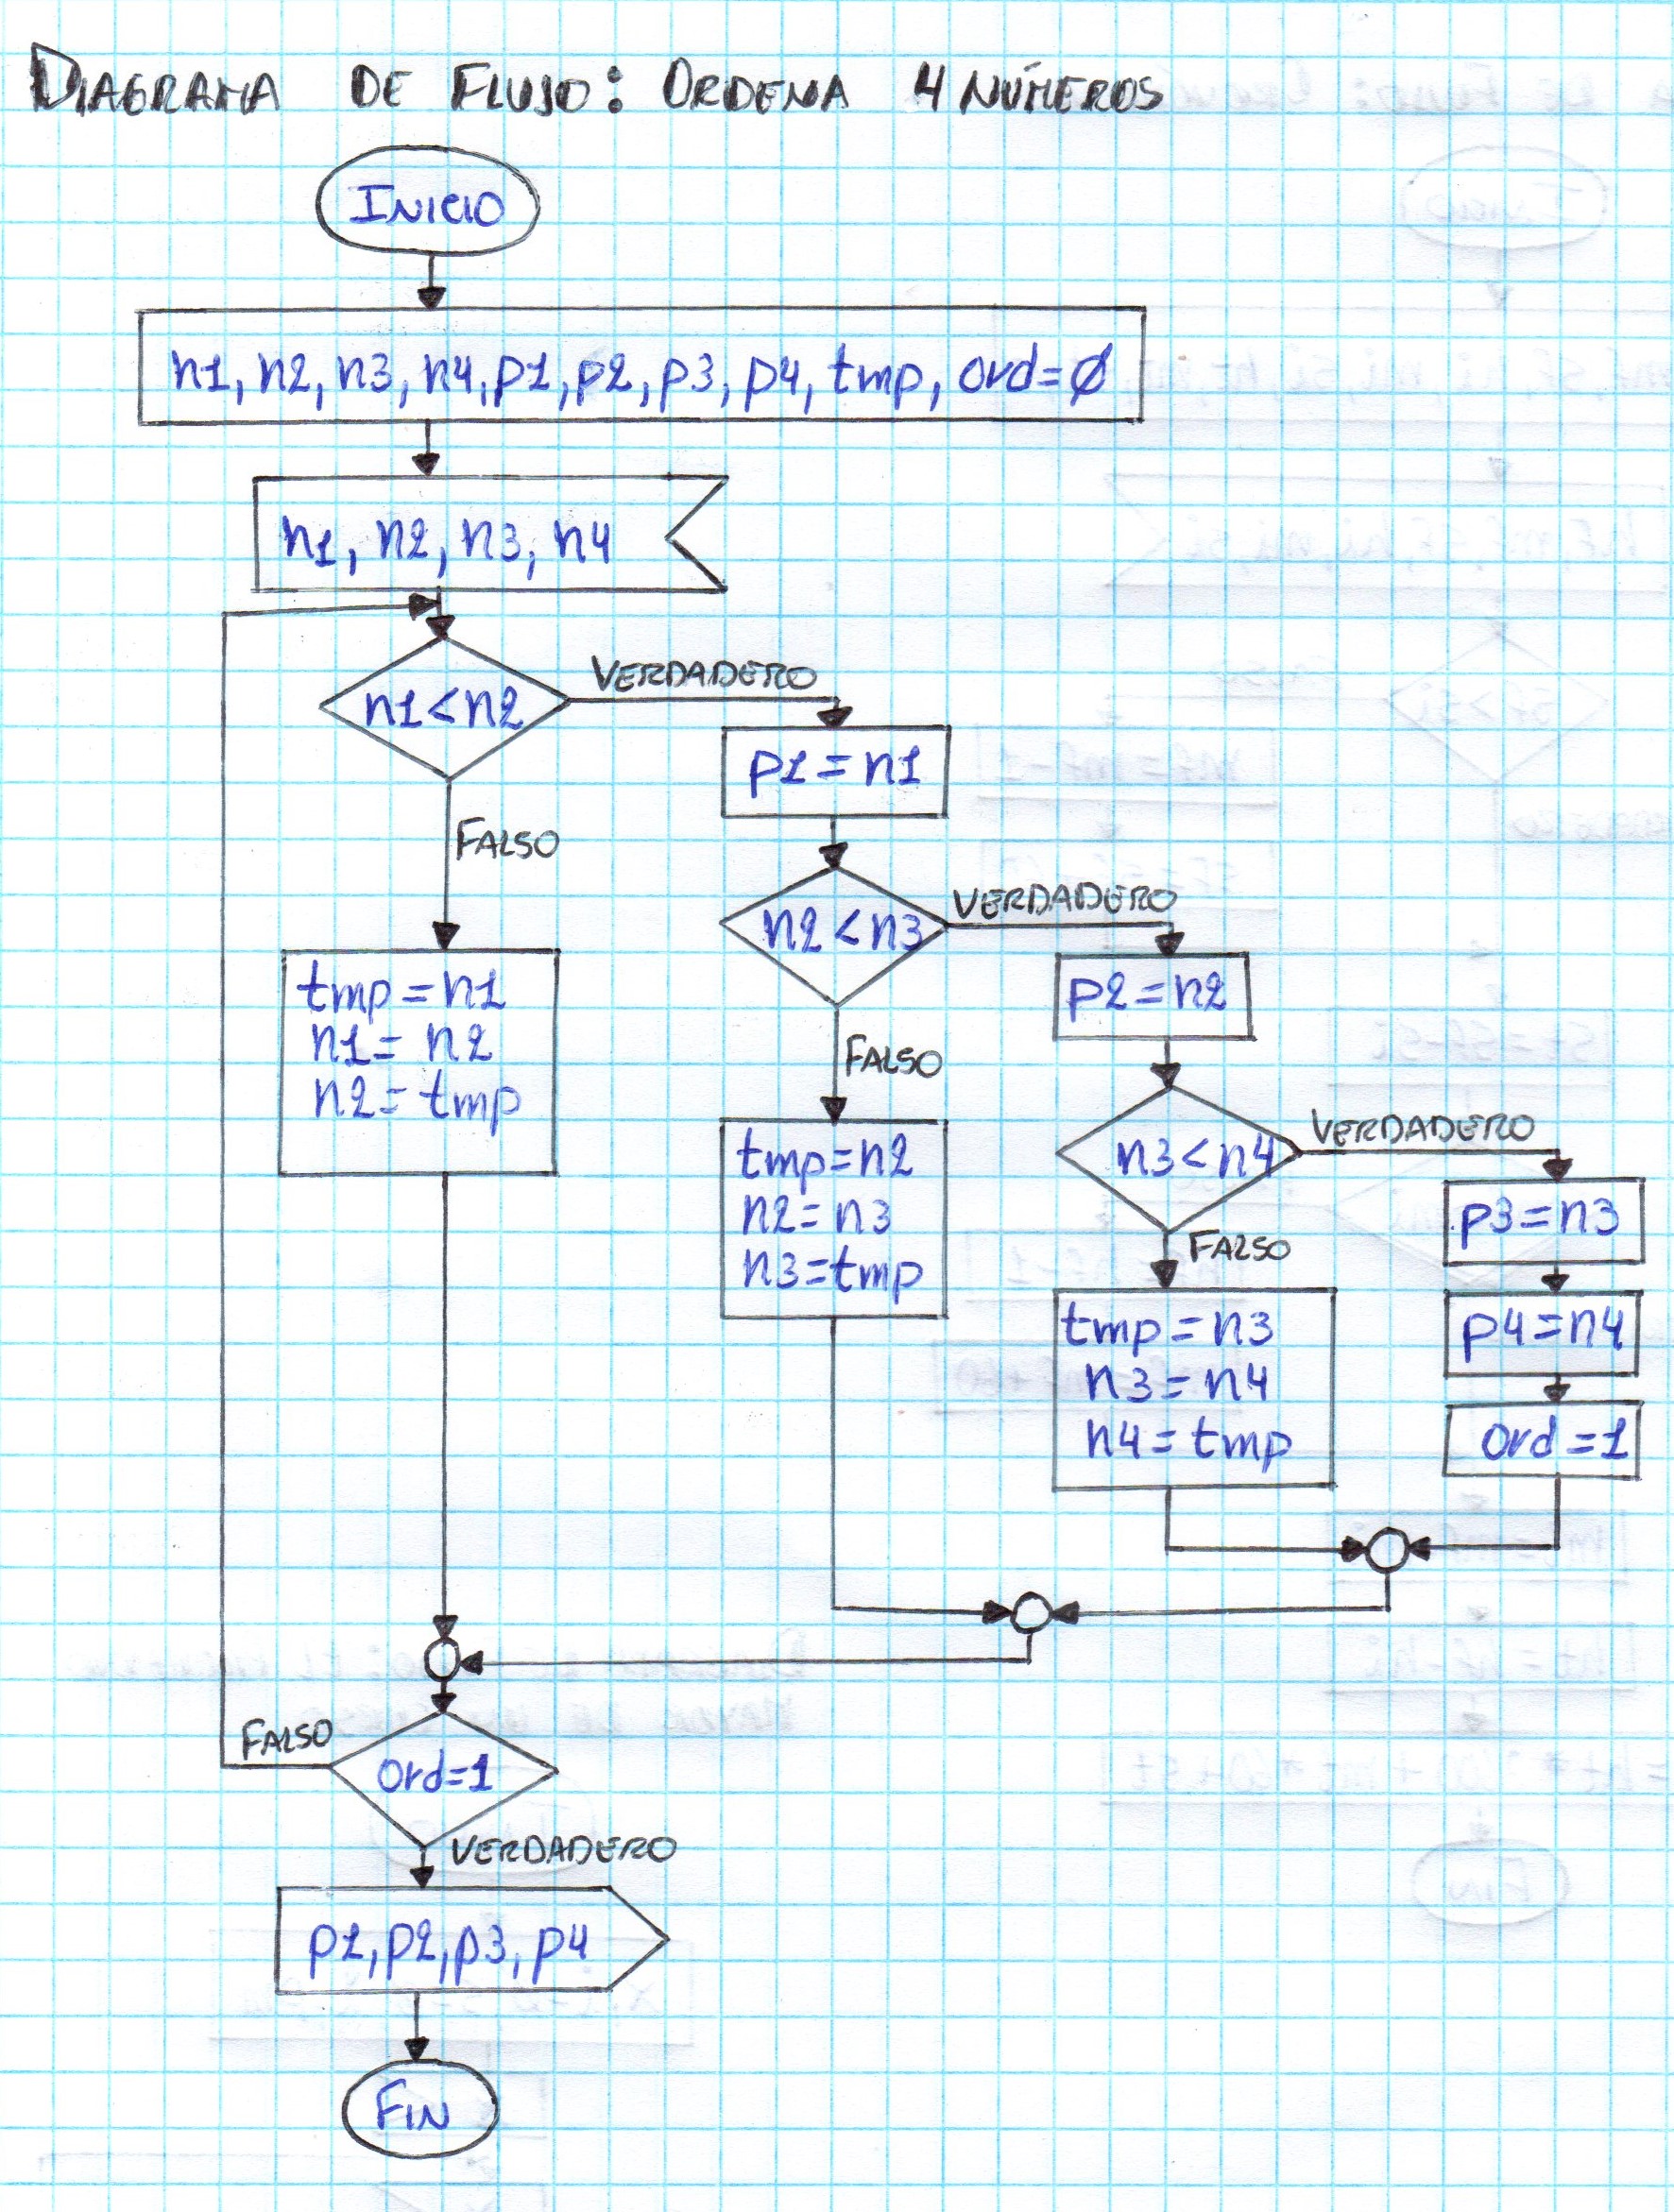 DIAGRAMA DE FLUJO: ORDENA 4 NÚMEROS
INICIO
n1, n2, n3, n4, p1, p2, p3, p4, tmp, ord=Ø
n1, n2, n3, n4
n1<n2
VERDADERO
p1=n1
FALSO
n2<n3
VERDADERO
p2=n2
tmp=n1
n1=n2
n2=tmp
FALSO
n3<n4
VERDADERO
tmp=n2
n2=n3
n3=tmp
p3=n3
FALSO
tmp=n3
n3=n4
n4=tmp
p4=n4
ord=1
FALSO
ord=1
VERDADERO
p1, p2, p3, p4
FIN